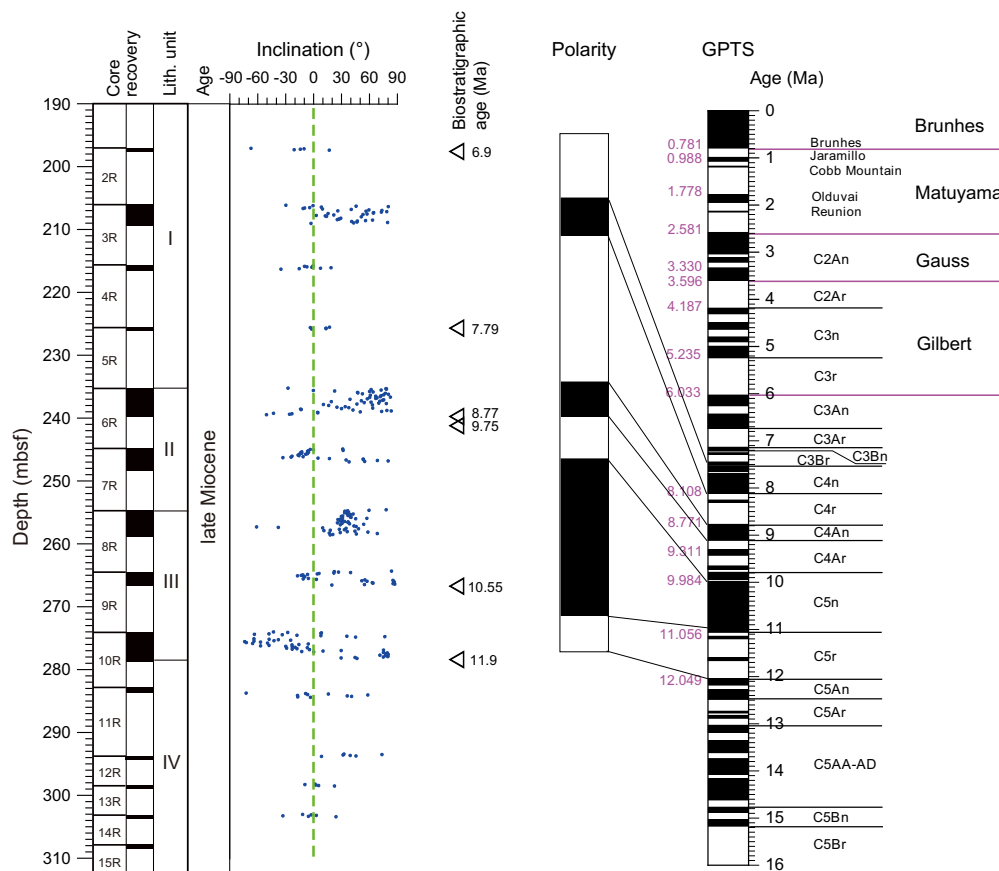 Core
recovery
Lith. unit
Age
Inclination (°)
-90 -60 -30 0 30 60 90
Biostratigraphic
age (Ma)
Polarity
GPTS
Age (Ma)
Depth (mbsf)
190
200
210
220
230
240
250
260
270
280
290
300
310
2R
3R
4R
5R
6R
7R
8R
9R
10R
11R
12R
13R
14R
15R
I
II
III
IV
late Miocene
6.9
7.79
8.77
9.75
10.55
11.9
0.781
0.988
1.778
2.581
3.330
3.596
4.187
5.235
6.033
8.108
8.771
9.311
9.984
11.056
12.049
0
1
2
3
4
5
6
7
8
9
10
11
12
13
14
15
16
Brunhes
Jaramillo
Cobb Mountain
Olduvai
Reunion
C2An
C2Ar
C3n
C3r
C3An
C3Ar
C3Bn
C3Br
C4n
C4r
C4An
C4Ar
C5n
C5r
C5An
C5Ar
C5AA-AD
C5Bn
C5Br
Brunhes
Matuyama
Gauss
Gilbert